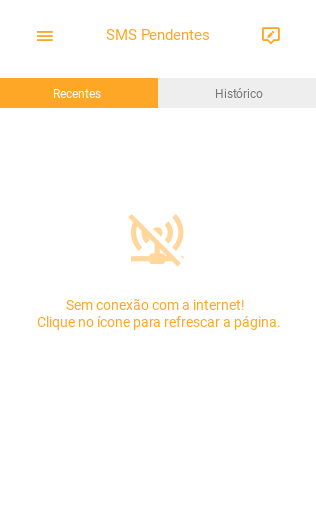 SMS Pendentes
Recentes
Histórico
Sem conexão com a internet!
Clique no ícone para refrescar a página.